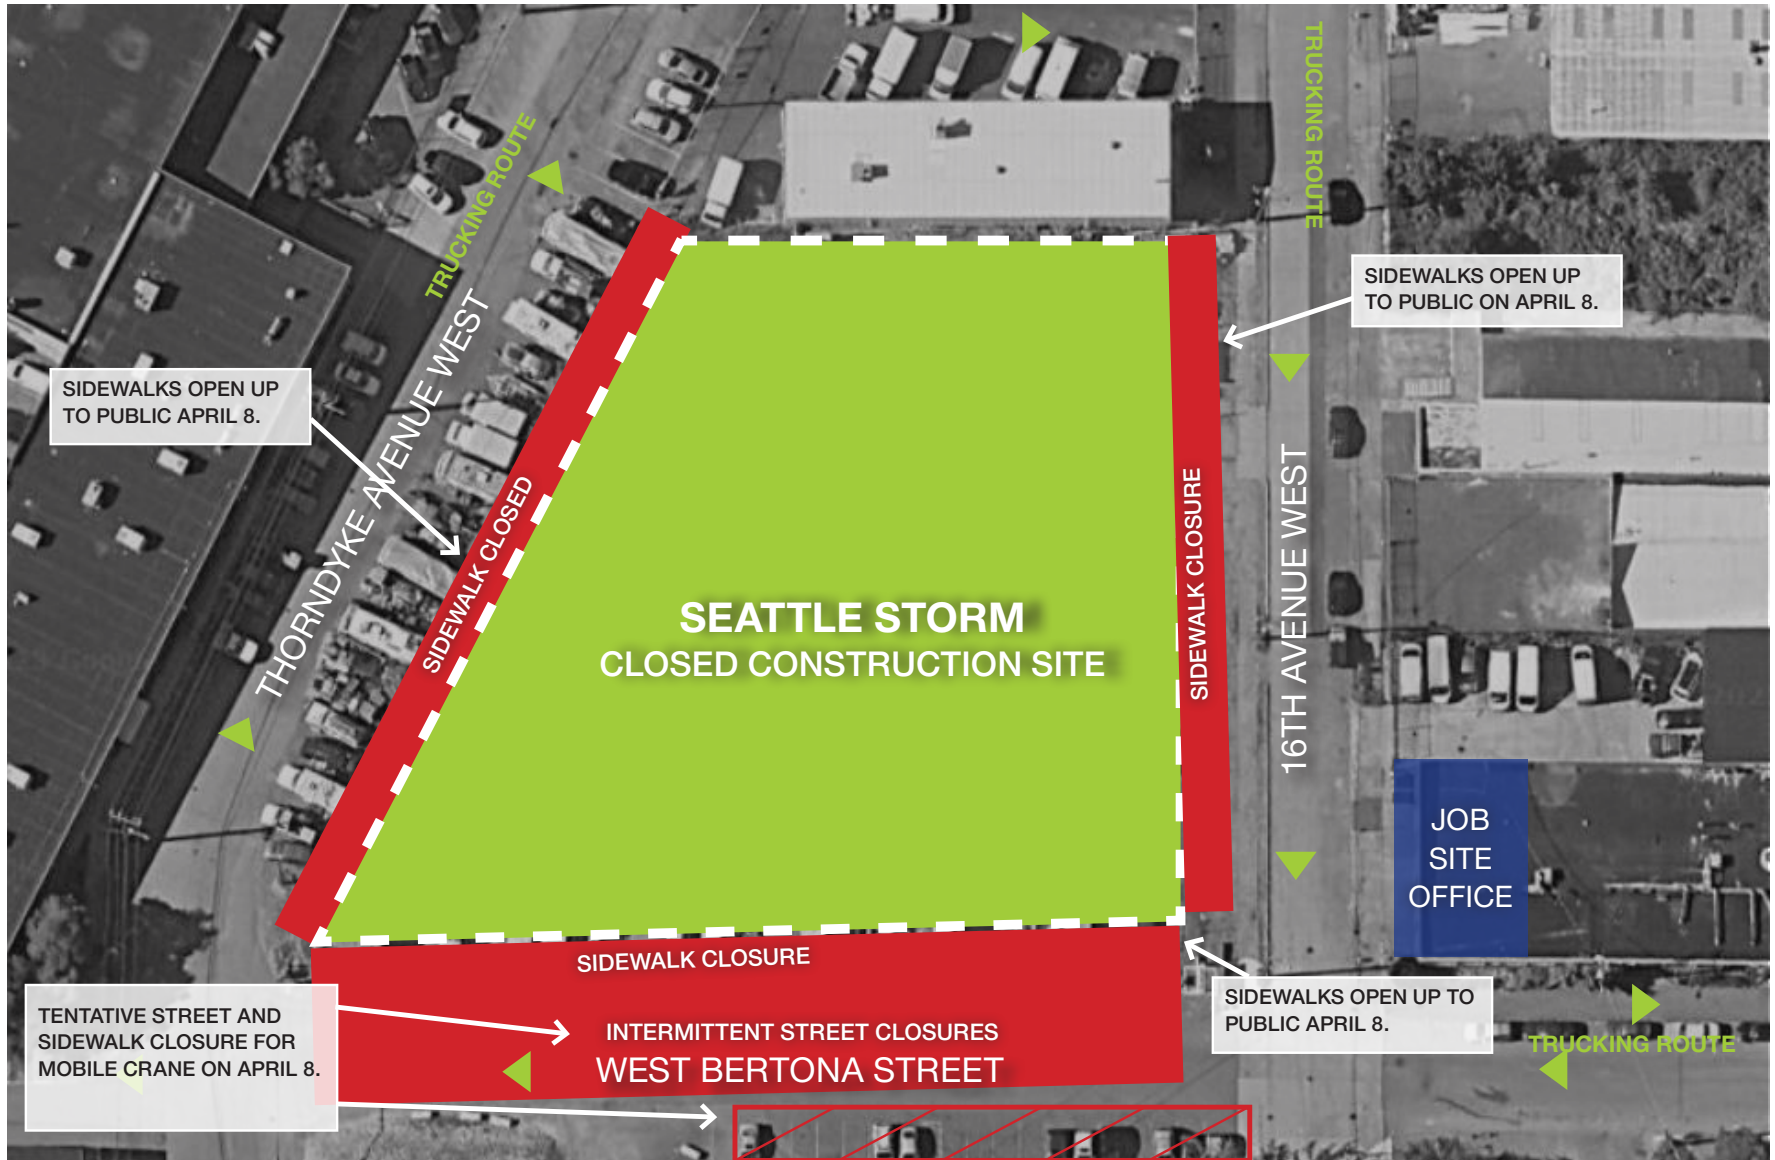 TRUCKING ROUTE
TRUCKING ROUTE
SIDEWALKS OPEN UP
TO PUBLIC ON APRIL 8.
SIDEWALKS OPEN UP
TO PUBLIC APRIL 8.
THORNDYKE AVENUE WEST
SIDEWALK CLOSED
SEATTLE STORM
CLOSED CONSTRUCTION SITE
SIDEWALK CLOSURE
16TH AVENUE WEST
JOB
SITE
OFFICE
SIDEWALK CLOSURE
SIDEWALKS OPEN UP TO
PUBLIC APRIL 8.
TENTATIVE STREET AND
SIDEWALK CLOSURE FOR
MOBILE CRANE ON APRIL 8.
INTERMITTENT STREET CLOSURES
WEST BERTONA STREET
TRUCKING ROUTE